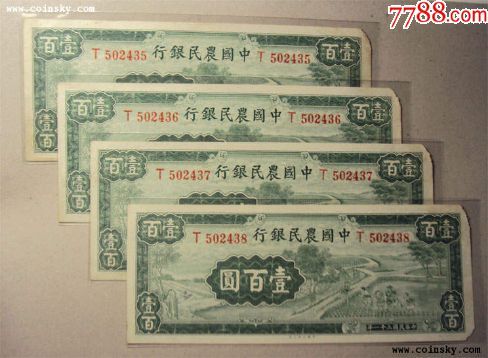 www.coinsky.com
7788.com
百 T 502435 行銀民農國中 T 502435 壹
百壹
百 T 502436 行銀民農國中 T 502436 壹
百壹
百 T 502437 行銀民農國中 T 502437 壹
壹百
百 T 502438 行銀民農國中 T 502438 壹
圓百壹
壹百
壹百
www.coinsky.com